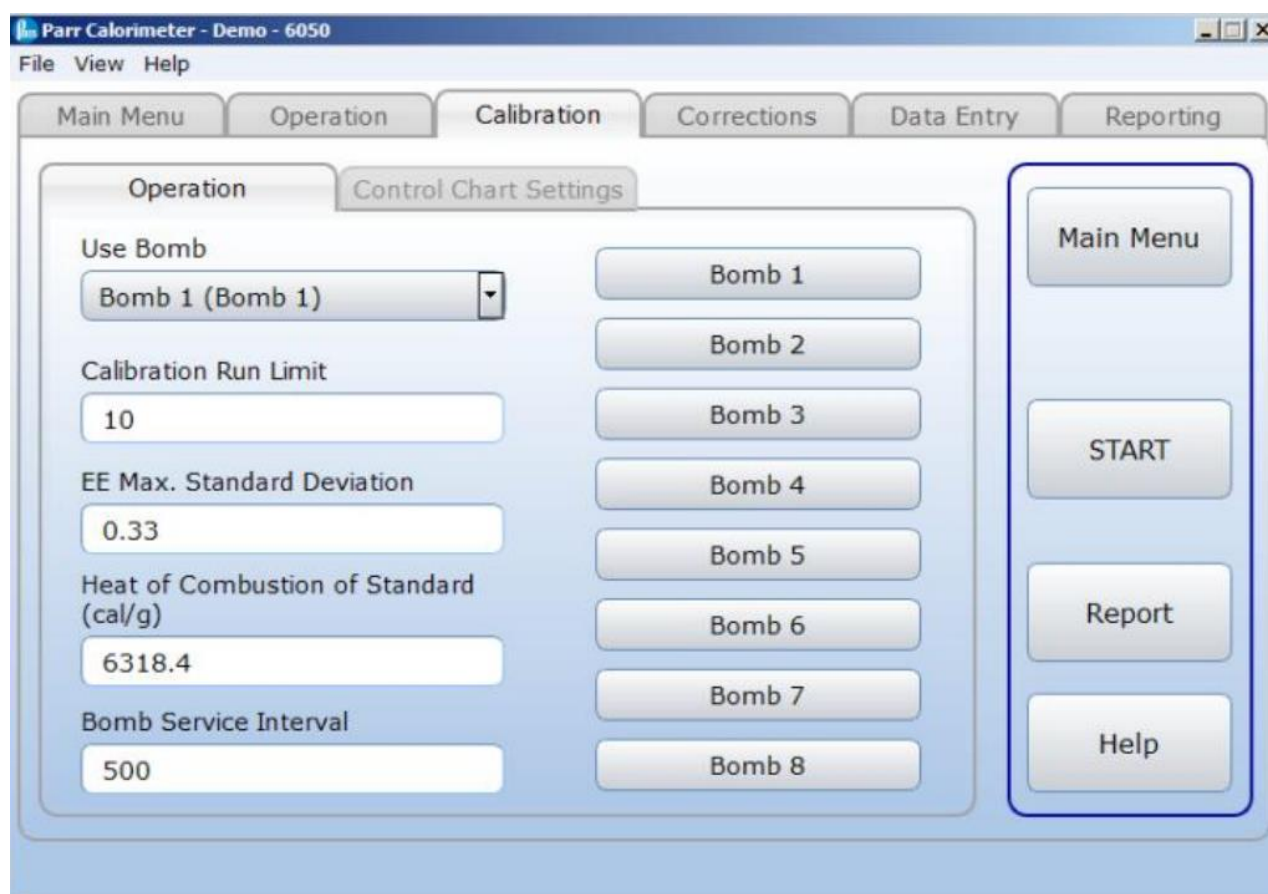 Parr Calorimeter - Demo - 6050
File View Help
Main Menu Operation Calibration Corrections Data Entry Reporting
Operation Control Chart Settings
Use Bomb
Bomb 1 (Bomb 1)
Calibration Run Limit
10
EE Max. Standard Deviation
0.33
Heat of Combustion of Standard
(cal/g)
6318.4
Bomb Service Interval
500
Bomb 1
Bomb 2
Bomb 3
Bomb 4
Bomb 5
Bomb 6
Bomb 7
Bomb 8
Main Menu
START
Report
Help